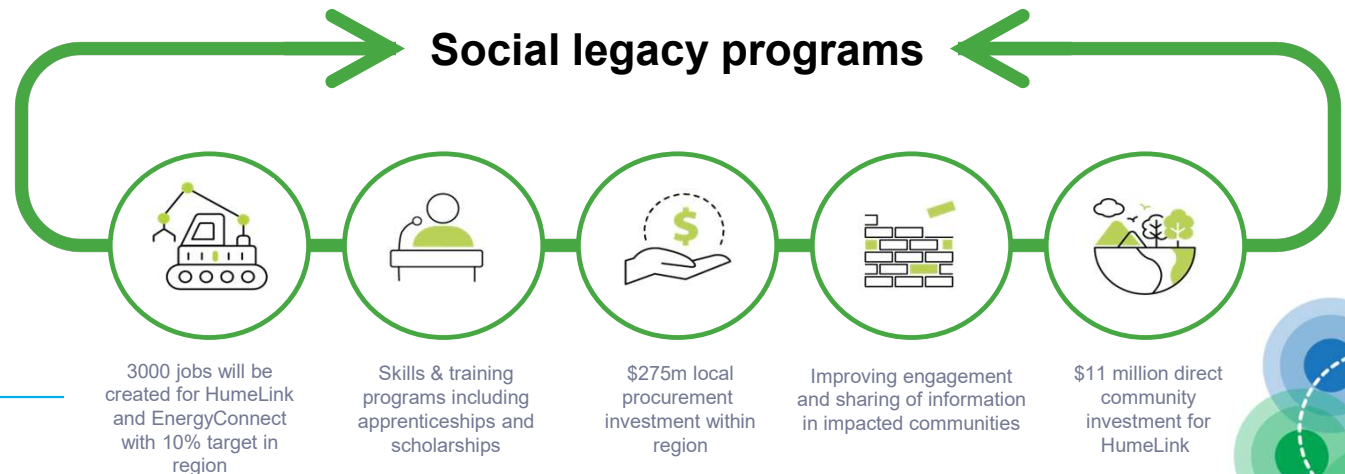 Social legacy programs
$
3000 jobs will be
created for HumeLink
and EnergyConnect
with 10% target in
region
Skills & training
programs including
apprenticeships and
scholarships
$275m local
procurement
investment within
region
Improving engagement
and sharing of information
in impacted communities
$11 million direct
community
investment for
HumeLink